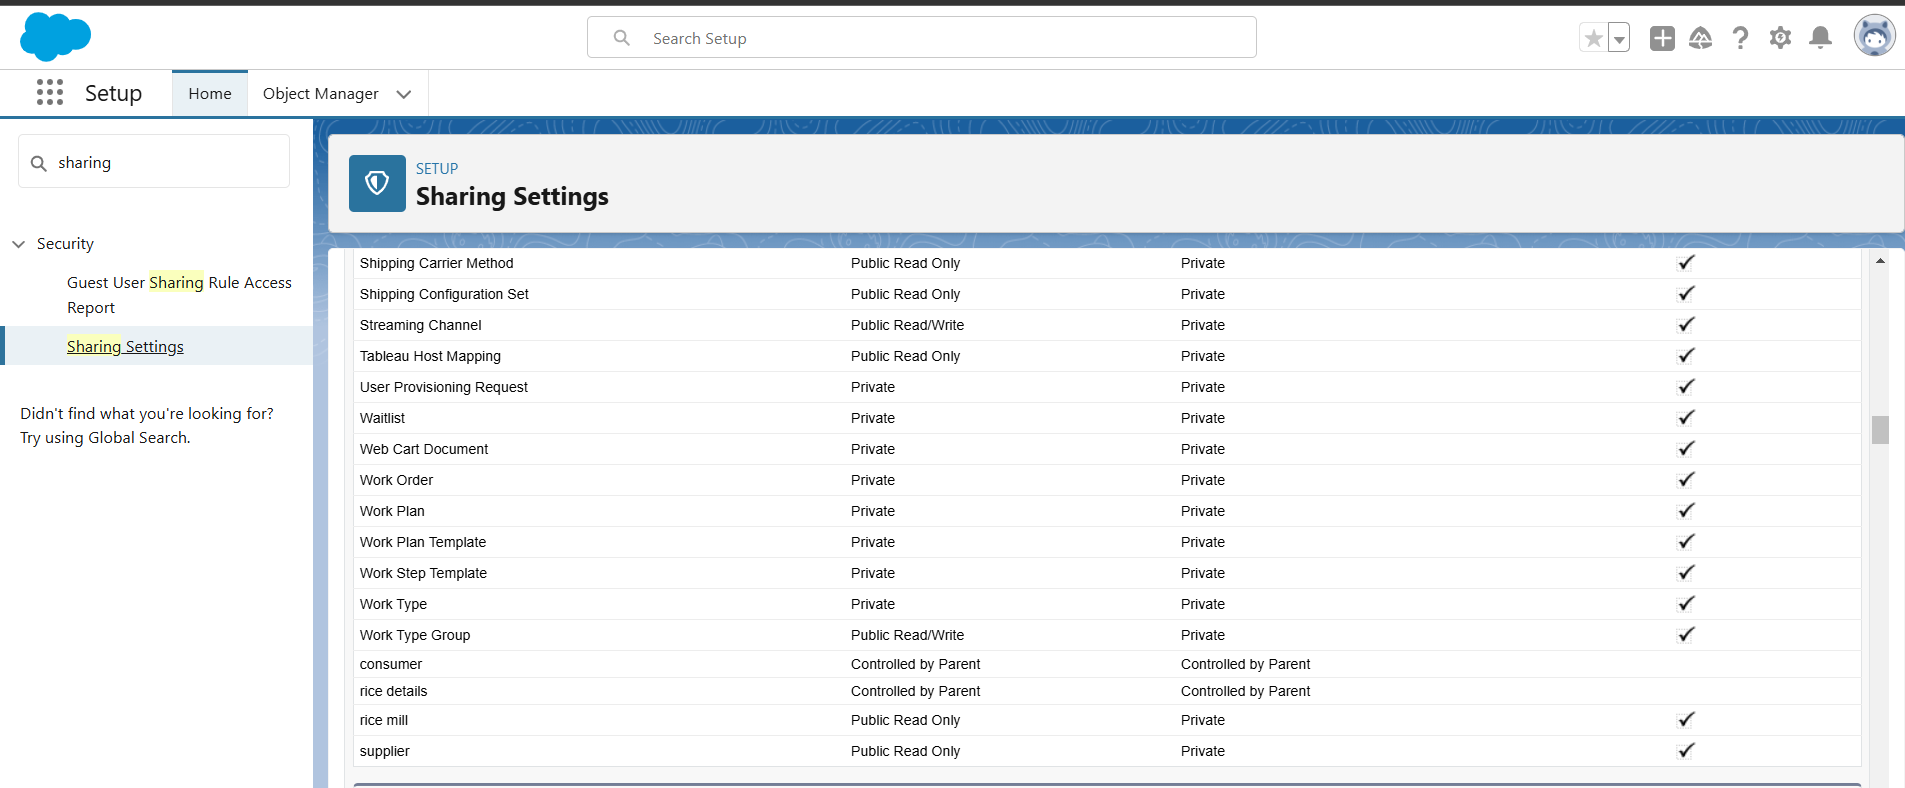 Search Setup
Setup
Home
Object Manager
sharing
Security
Guest User Sharing Rule Access
Report
Sharing Settings
Didn't find what you're looking for?
Try using Global Search.
SETUP
Sharing Settings
Shipping Carrier Method Public Read Only Private
Shipping Configuration Set Public Read Only Private
Streaming Channel Public Read/Write Private
Tableau Host Mapping Public Read Only Private
User Provisioning Request Private Private
Waitlist Private Private
Web Cart Document Private Private
Work Order Private Private
Work Plan Private Private
Work Plan Template Private Private
Work Step Template Private Private
Work Type Private Private
Work Type Group Public Read/Write Private
consumer Controlled by Parent Controlled by Parent
rice details Controlled by Parent Controlled by Parent
rice mill Public Read Only Private
supplier Public Read Only Private